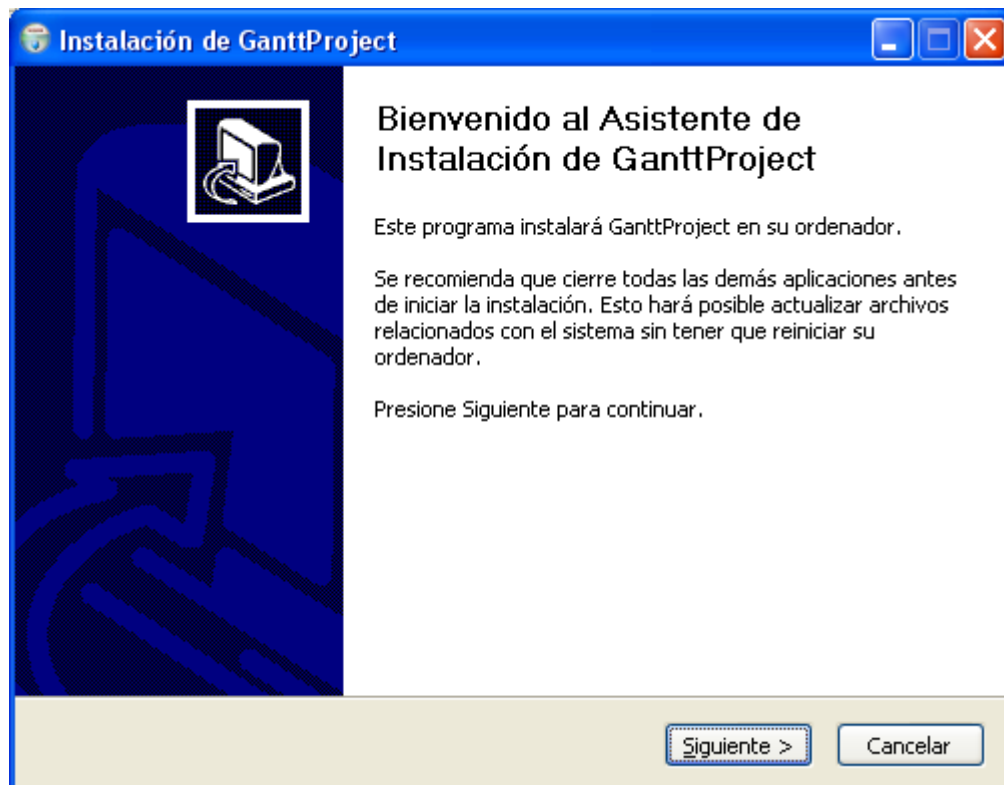 Instalación de GanttProject
Bienvenido al Asistente de
Instalación de GanttProject
Este programa instalará GanttProject en su ordenador.
Se recomienda que cierre todas las demás aplicaciones antes
de iniciar la instalación. Esto hará posible actualizar archivos
relacionados con el sistema sin tener que reiniciar su
ordenador.
Presione Siguiente para continuar.
Siguiente >
Cancelar